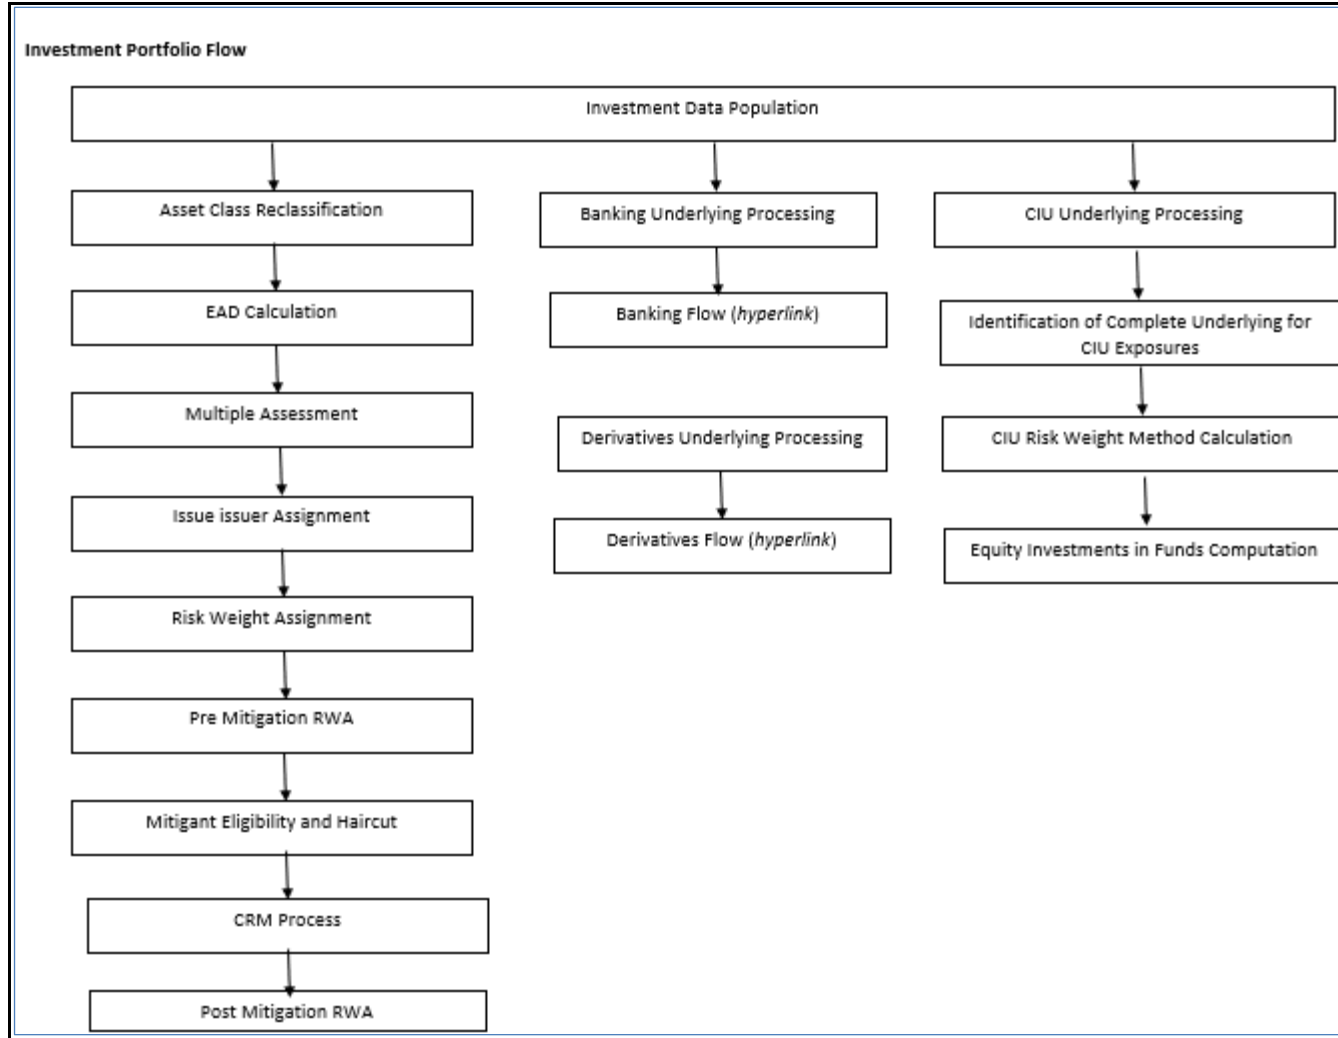 Investment Portfolio Flow
Investment Data Population
Asset Class Reclassification
EAD Calculation
Multiple Assessment
Issue issuer Assignment
Risk Weight Assignment
Pre Mitigation RWA
Mitigant Eligibility and Haircut
CRM Process
Post Mitigation RWA
Banking Underlying Processing
Banking Flow (hyperlink)
Derivatives Underlying Processing
Derivatives Flow (hyperlink)
CIU Underlying Processing
Identification of Complete Underlying for
CIU Exposures
CIU Risk Weight Method Calculation
Equity Investments in Funds Computation